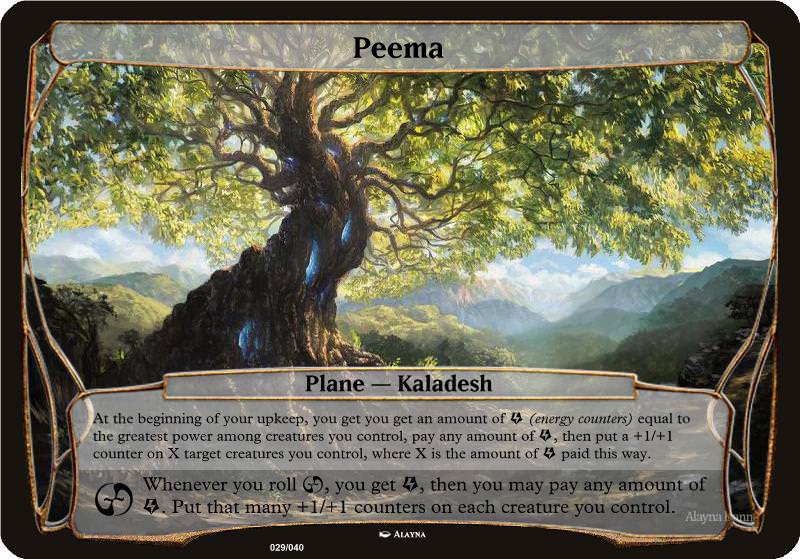 Peema
Plane — Kaladesh
At the beginning of your upkeep, you get you get an amount of (energy counters) equal to
the greatest power among creatures you control, pay any amount of , then put a +1/+1
counter on X target creatures you control, where X is the amount of paid this way.
Whenever you roll , you get , then you may pay any amount of
. Put that many +1/+1 counters on each creature you control.
Alayna
ALAYNA
029/040